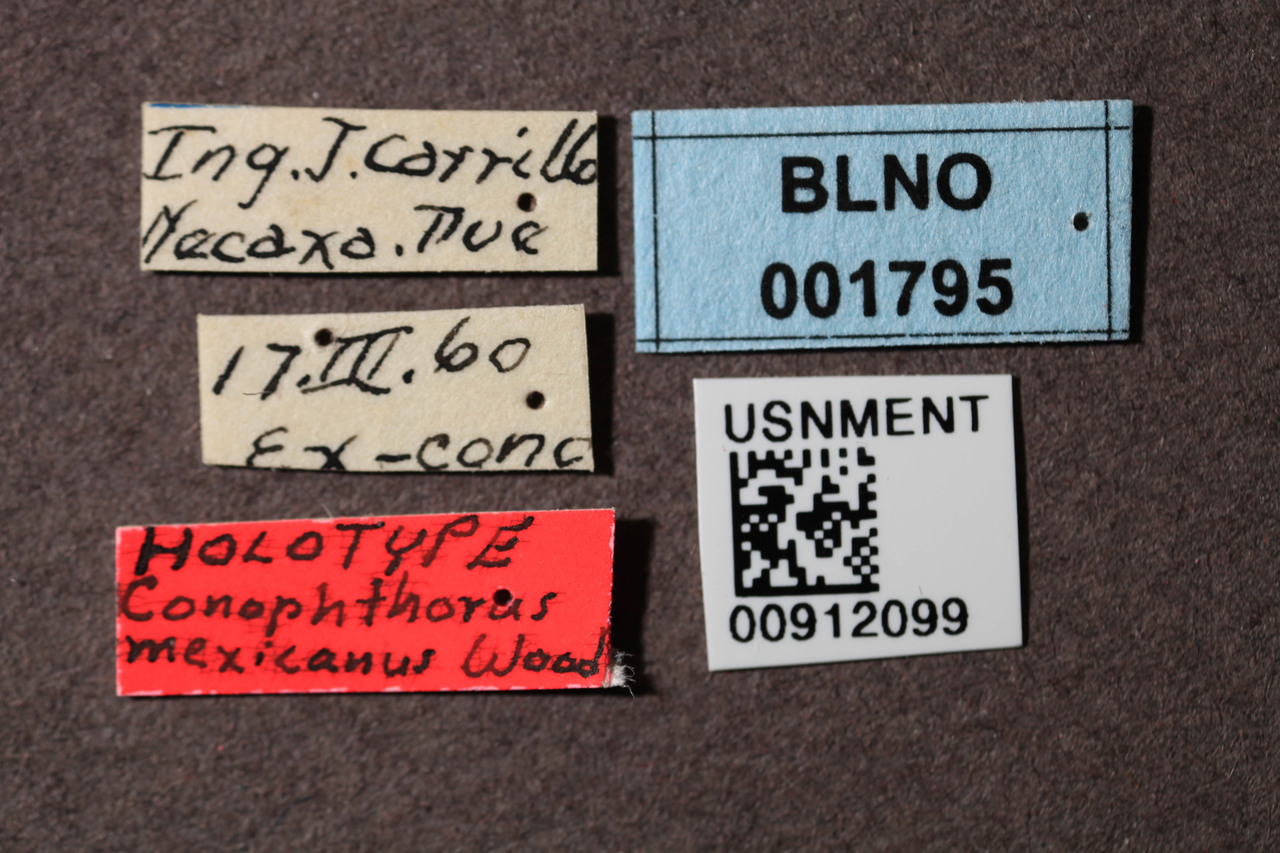 Ing. J. Carrillo
Necaxa. Pue
17.III.60
Ex-cono
HOLOTYPE
Conophthorus
mexicanus Wood
BLNO
001795
USNMENT
00912099